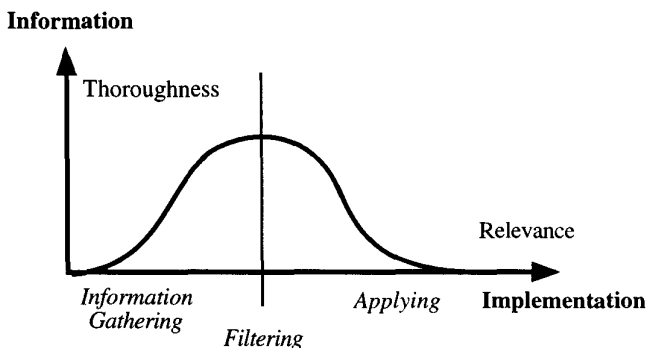 Information
Thoroughness
Relevance
Information
Gathering
Applying
Implementation
Filtering